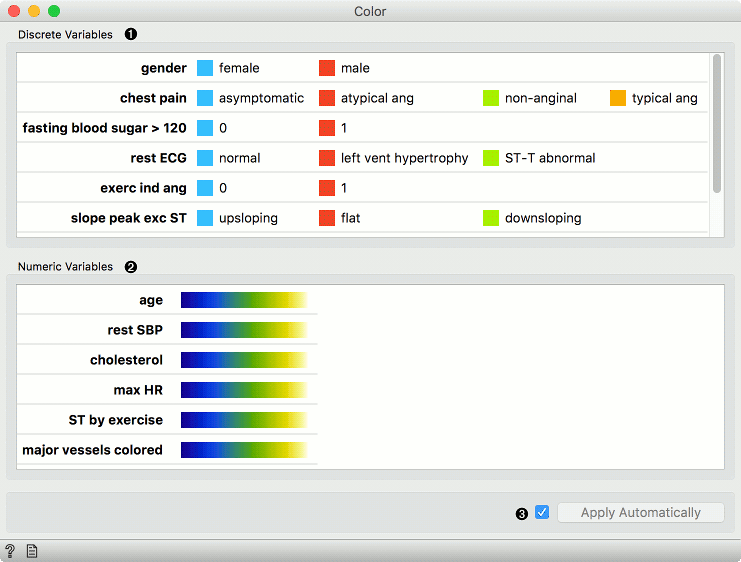 Color
Discrete Variables 1
gender female male
chest pain asymptomatic atypical ang non-anginal typical ang
fasting blood sugar > 120 0 1
rest ECG normal left vent hypertrophy ST-T abnormal
exerc ind ang 0 1
slope peak exc ST upsloping flat downsloping
Numeric Variables 2
age
rest SBP
cholesterol
max HR
ST by exercise
major vessels colored
3 Apply Automatically
?